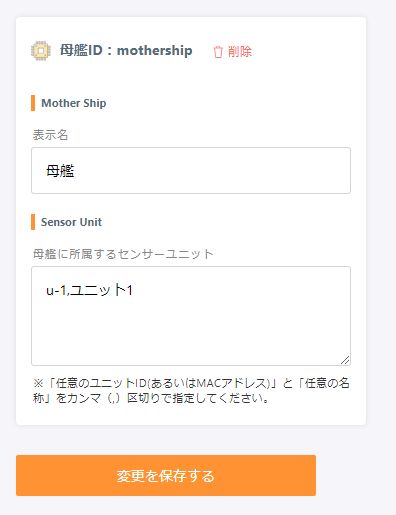 母艦ID：mothership
削除
Mother Ship
表示名
母艦
Sensor Unit
母艦に所属するセンサーユニット
u-1,ユニット1
※「任意のユニットID(あるいはMACアドレス)」と「任意の名
称」をカンマ（,）区切りで指定してください。
変更を保存する